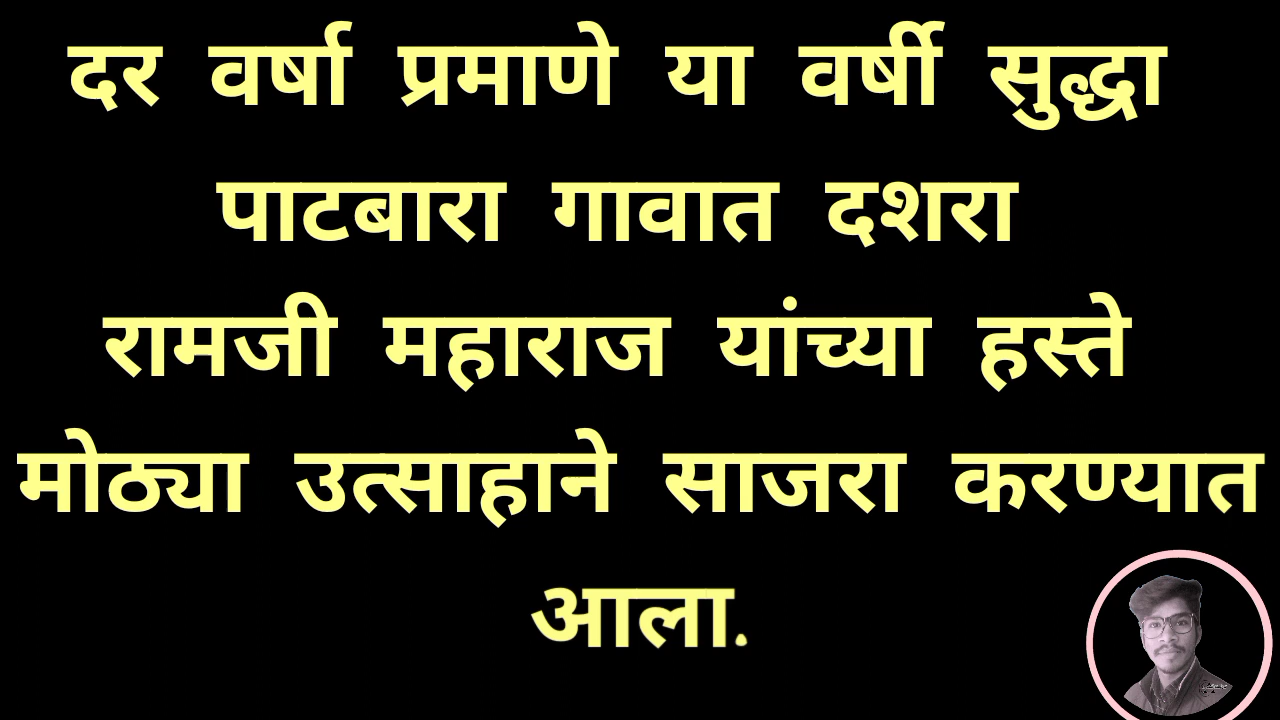 दर वर्षा प्रमाणे या वर्षी सुद्धा
पाटबारा गावात दशरा
रामजी महाराज यांच्या हस्ते
मोठ्या उत्साहाने साजरा करण्यात
आला.